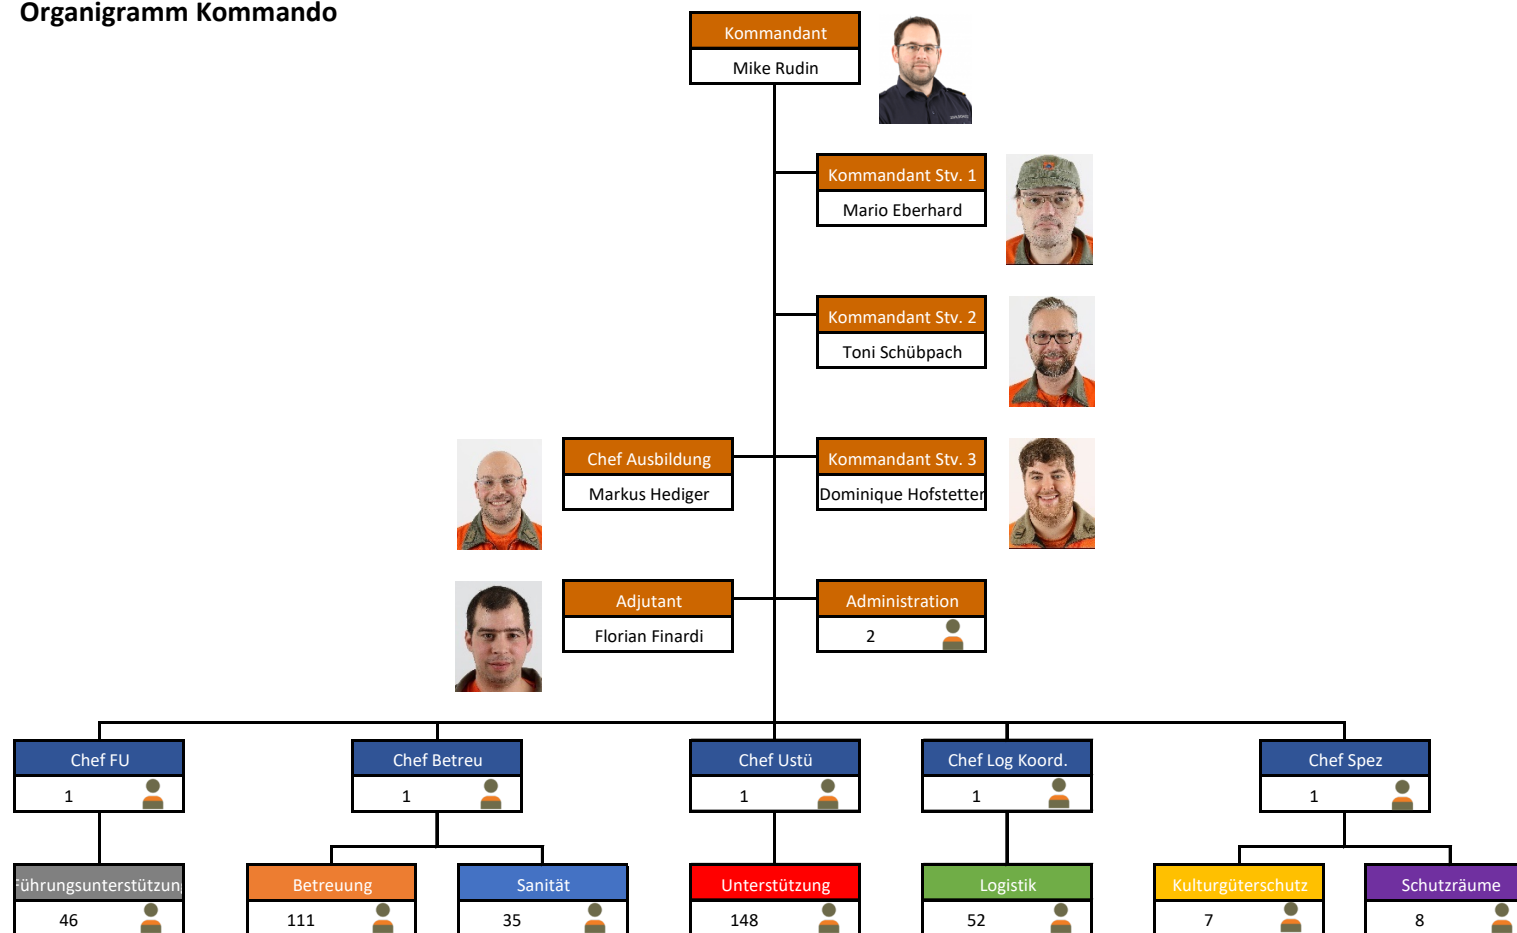 Organigramm Kommando
Kommandant
Mike Rudin
Kommandant Stv. 1
Mario Eberhard
Kommandant Stv. 2
Toni Schübpach
Chef Ausbildung
Markus Hediger
Kommandant Stv. 3
Dominique Hofstetter
Adjutant
Florian Finardi
Administration
2
Chef FU
1
Chef Betreu
1
Chef Ustü
1
Chef Log Koord.
1
Chef Spez
1
Führungsunterstützung
46
Betreuung
111
Sanität
35
Unterstützung
148
Logistik
52
Kulturgüterschutz
7
Schutzräume
8